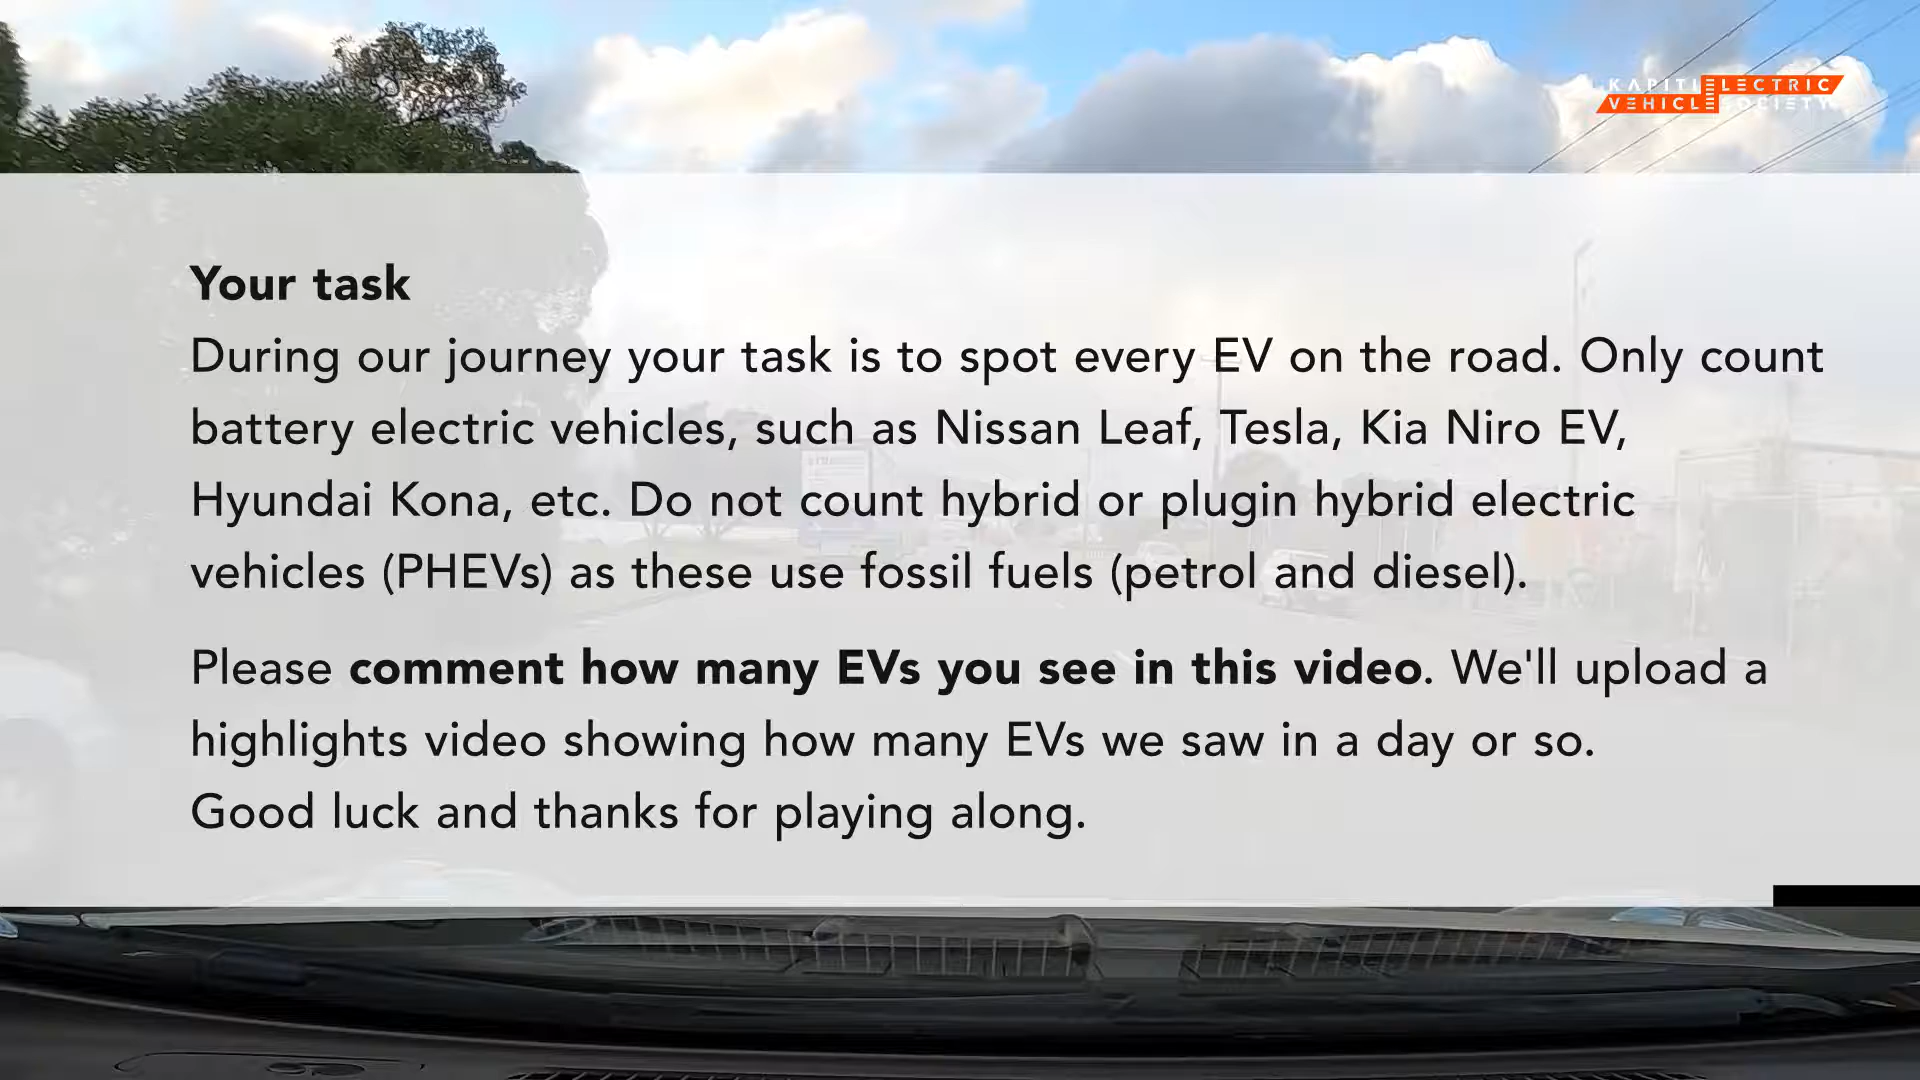 KAPITI ELECTRIC
VEHICLE SOCIETY
Your task
During our journey your task is to spot every EV on the road. Only count
battery electric vehicles, such as Nissan Leaf, Tesla, Kia Niro EV,
Hyundai Kona, etc. Do not count hybrid or plugin hybrid electric
vehicles (PHEVs) as these use fossil fuels (petrol and diesel).
Please comment how many EVs you see in this video. We'll upload a
highlights video showing how many EVs we saw in a day or so.
Good luck and thanks for playing along.